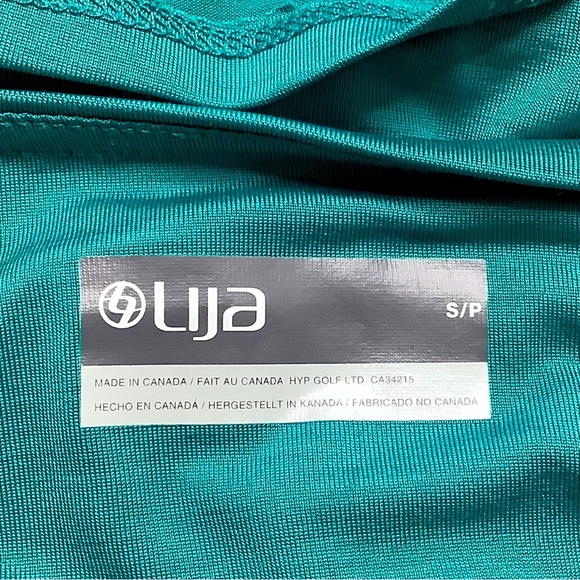 Lija
S/P
MADE IN CANADA / FAIT AU CANADA HYP GOLF LTD. CA34215
HECHO EN CANADÁ / HERGESTELLT IN KANADA / FABRICADO NO CANADA